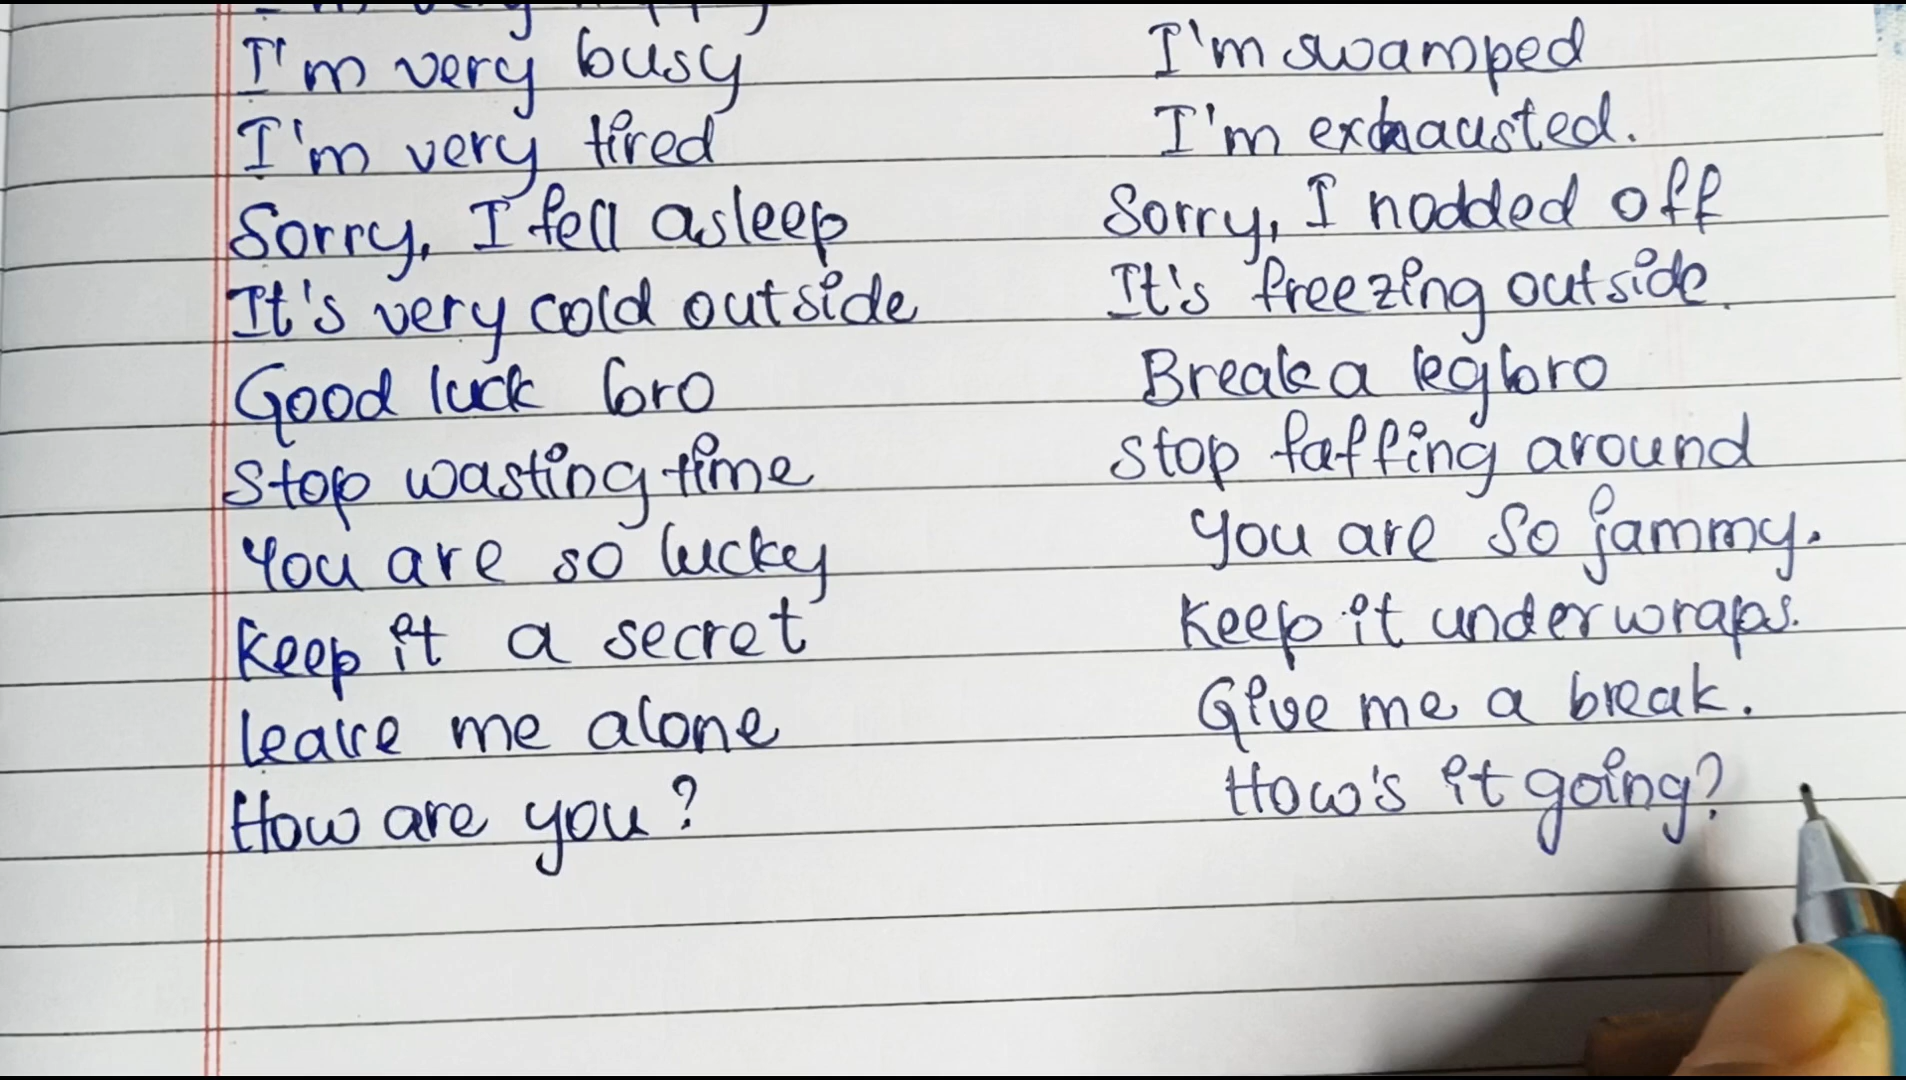 I'm very busy I'm swamped
I'm very tired I'm exhausted.
Sorry, I fell asleep Sorry, I nodded off
It's very cold outside It's freezing outside.
Good luck bro Break a leg bro
Stop wasting time Stop faffing around
You are so lucky You are so jammy.
Keep it a secret Keep it under wraps.
leave me alone Give me a break.
How are you? How's it going?